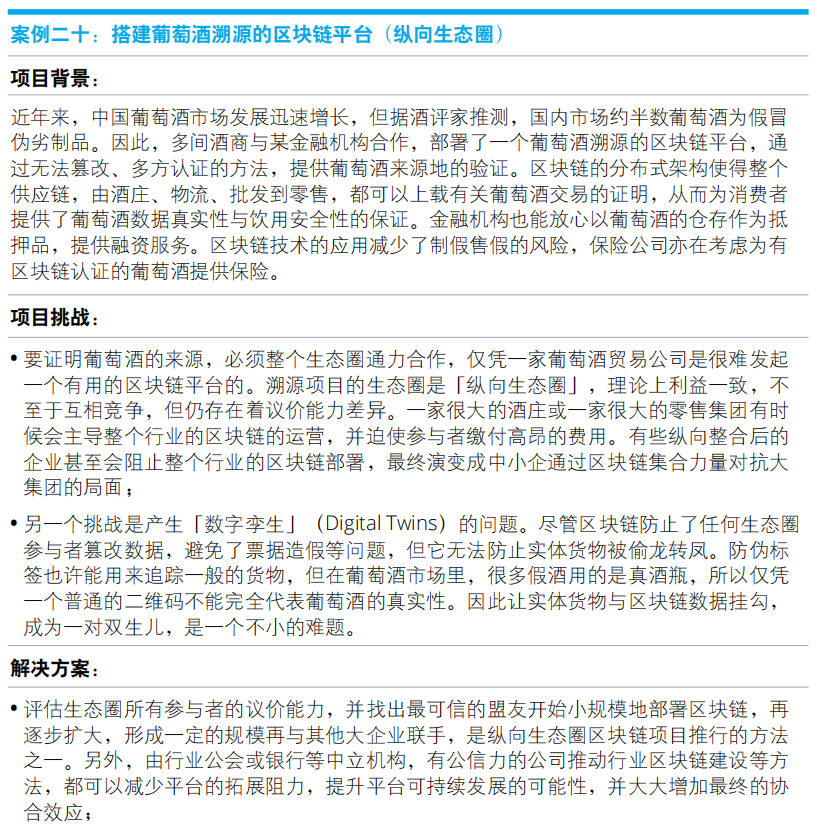 案例二十：搭建葡萄酒溯源的区块链平台（纵向生态圈）
项目背景：
近年来，中国葡萄酒市场发展迅速增长，但据酒评家推测，国内市场约半数葡萄酒为假冒
伪劣制品。因此，多间酒商与某金融机构合作，部署了一个葡萄酒溯源的区块链平台，通
过无法篡改、多方认证的方法，提供葡萄酒来源地的验证。区块链的分布式架构使得整个
供应链，由酒庄、物流、批发到零售，都可以上载有关葡萄酒交易的证明，从而为消费者
提供了葡萄酒数据真实性与饮用安全性的保证。金融机构也能放心以葡萄酒的仓存作为抵
押品，提供融资服务。区块链技术的应用减少了制假售假的风险，保险公司亦在考虑为有
区块链认证的葡萄酒提供保险。
项目挑战：
• 要证明葡萄酒的来源，必须整个生态圈通力合作，仅凭一家葡萄酒贸易公司是很难发起
一个有用的区块链平台的。溯源项目的生态圈是「纵向生态圈」，理论上利益一致，不
至于互相竞争，但仍存在着议价能力差异。一家很大的酒庄或一家很大的零售集团有时
候会主导整个行业的区块链的运营，并迫使参与者缴付高昂的费用。有些纵向整合后的
企业甚至会阻止整个行业的区块链部署，最终演变成中小企通过区块链集合力量对抗大
集团的局面；
• 另一个挑战是产生「数字孪生」（Digital Twins）的问题。尽管区块链防止了任何生态圈
参与者篡改数据，避免了票据造假等问题，但它无法防止实体货物被偷龙转凤。防伪标
签也许能用来追踪一般的货物，但在葡萄酒市场里，很多假酒用的是真酒瓶，所以仅凭
一个普通的二维码不能完全代表葡萄酒的真实性。因此让实体货物与区块链数据挂勾，
成为一对双生儿，是一个不小的难题。
解决方案：
• 评估生态圈所有参与者的议价能力，并找出最可信的盟友开始小规模地部署区块链，再
逐步扩大，形成一定的规模再与其他大企业联手，是纵向生态圈区块链项目推行的方法
之一。另外，由行业公会或银行等中立机构，有公信力的公司推动行业区块链建设等方
法，都可以减少平台的拓展阻力，提升平台可持续发展的可能性，并大大增加最终的协
合效应；